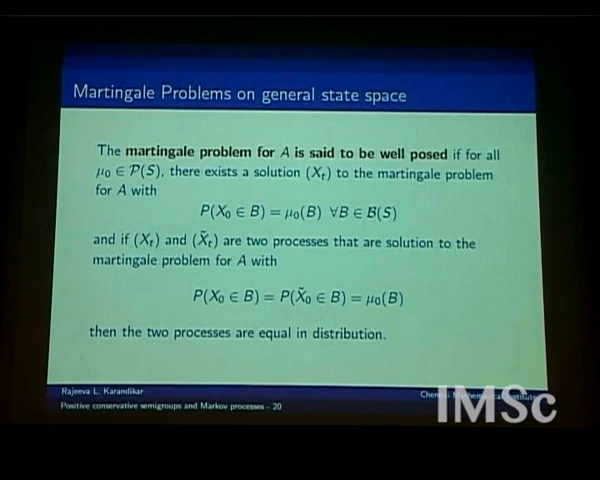 Martingale Problems on general state space
The martingale problem for A is said to be well posed if for all
μ₀ ∈ P(S), there exists a solution (Xₜ) to the martingale problem
for A with
P(X₀ ∈ B) = μ₀(B) ∀B ∈ B(S)
and if (Xₜ) and (X̃ₜ) are two processes that are solution to the
martingale problem for A with
P(X₀ ∈ B) = P(X̃₀ ∈ B) = μ₀(B)
then the two processes are equal in distribution.
Rajeeva L. Karandikar
Chennai Mathematical Institute
Positive conservative semigroups and Markov processes - 20
IMSc